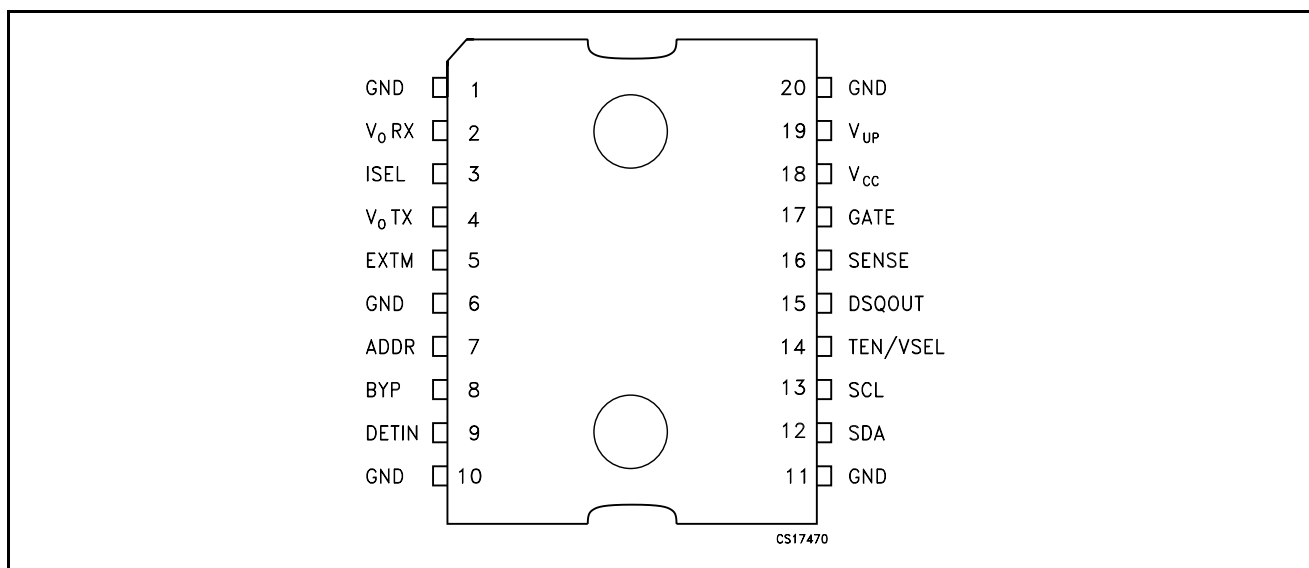 GND 1 20 GND
V₀ RX 2 19 V_UP
ISEL 3 18 V_CC
V₀ TX 4 17 GATE
EXTM 5 16 SENSE
GND 6 15 DSQOUT
ADDR 7 14 TEN/VSEL
BYP 8 13 SCL
DETIN 9 12 SDA
GND 10 11 GND
CS17470